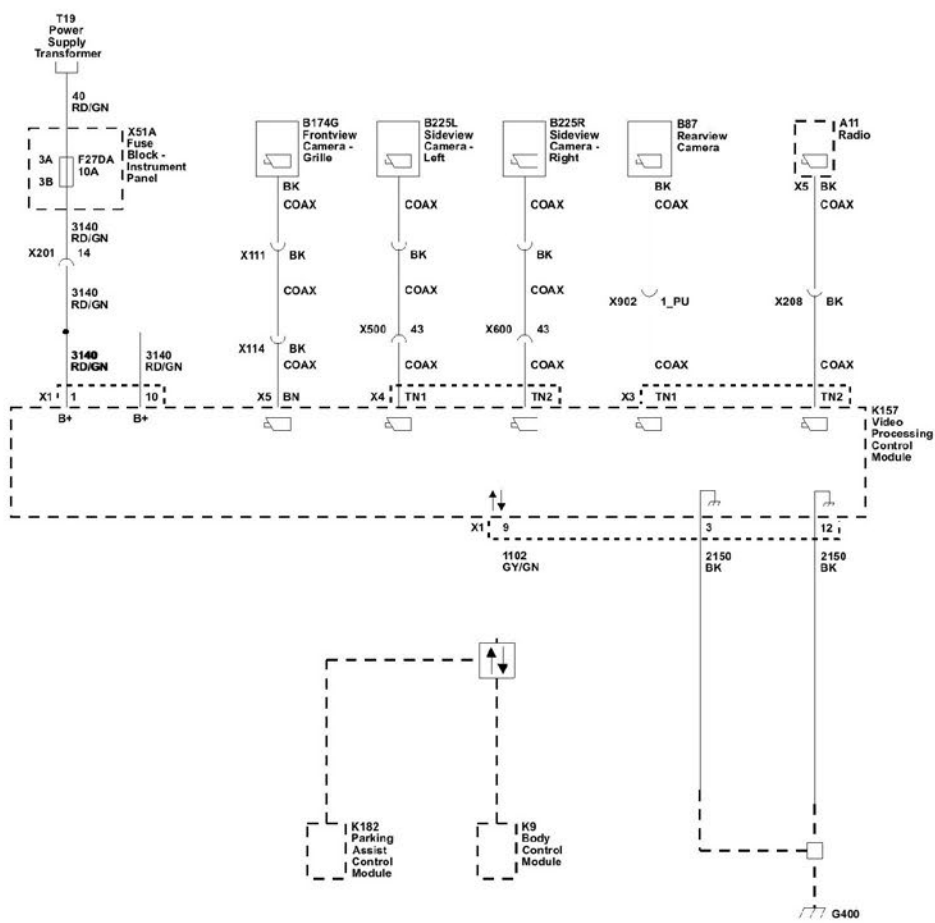 T19
Power
Supply
Transformer
40
RD/GN
X51A
Fuse
Block -
Instrument
Panel
3A
F27DA
10A
3B
3140
RD/GN
X201
14
3140
RD/GN
3140
RD/GN
3140
RD/GN
B174G
Frontview
Camera -
Grille
BK
COAX
X111
BK
COAX
X114
BK
COAX
B225L
Sideview
Camera -
Left
COAX
BK
COAX
X500
43
COAX
B225R
Sideview
Camera -
Right
COAX
BK
COAX
X600
43
COAX
B87
Rearview
Camera
BK
COAX
X902
1_PU
COAX
A11
Radio
X5
BK
COAX
X208
BK
COAX
X1
1
10
X5
BN
X4
TN1
TN2
X3
TN1
TN2
B+
B+
K157
Video
Processing
Control
Module
X1
9
3
12
1102
GY/GN
2150
BK
2150
BK
K182
Parking
Assist
Control
Module
K9
Body
Control
Module
G400